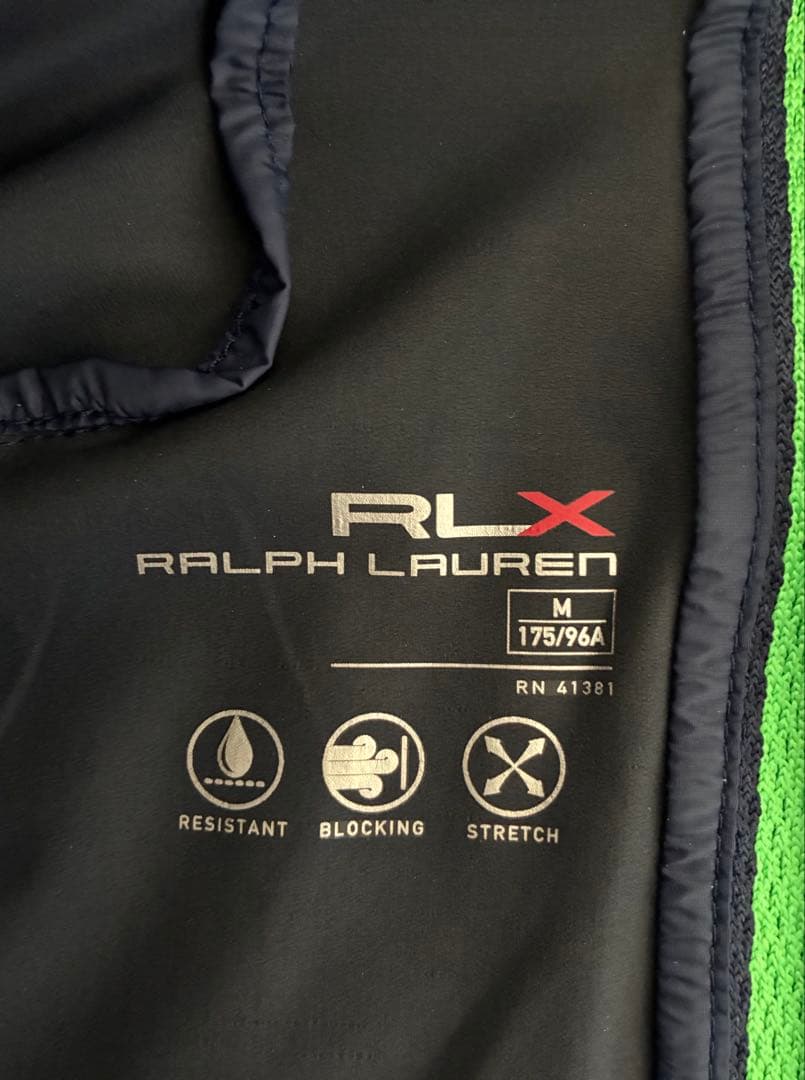 RLX
RALPH LAUREN
M
175/96A
RN 41381
RESISTANT BLOCKING STRETCH